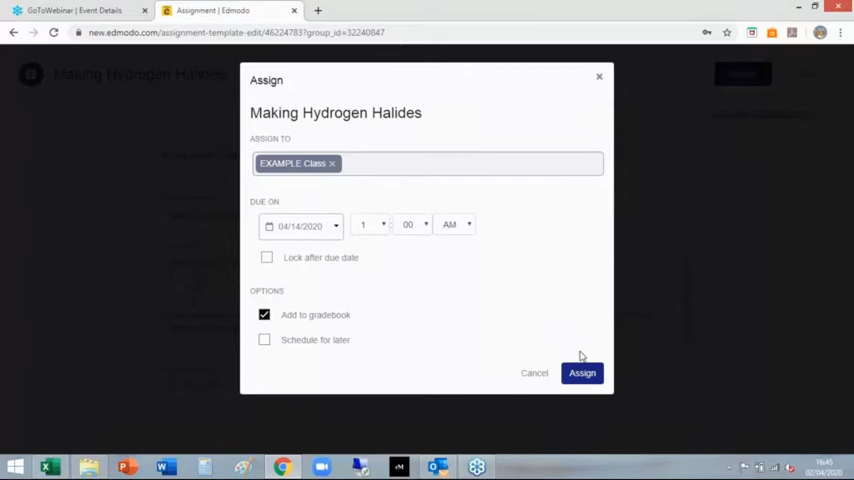 GoToWebinar | Event Details
Assignment | Edmodo
new.edmodo.com/assignment-template-edit/46224783?group_id=32240847
Making Hydrogen Halides
Assign
Making Hydrogen Halides
ASSIGN TO
EXAMPLE Class ×
DUE ON
04/14/2020 1 : 00 AM
Lock after due date
OPTIONS
Add to gradebook
Schedule for later
Cancel Assign
16:45
02/04/2020